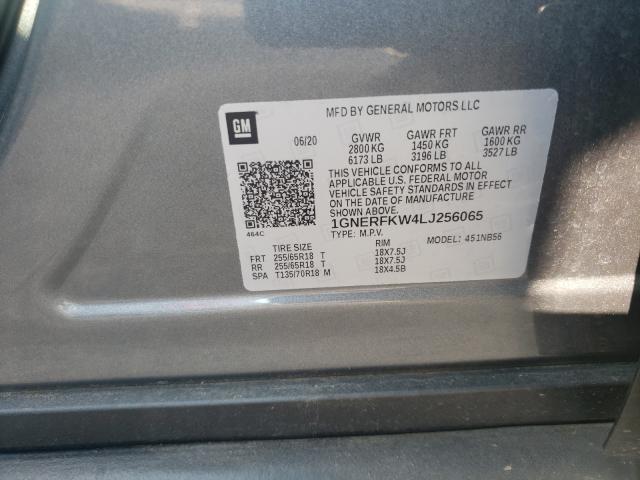 MFD BY GENERAL MOTORS LLC
GM
06/20 GVWR GAWR FRT GAWR RR
2800 KG 1450 KG 1600 KG
6173 LB 3196 LB 3527 LB
THIS VEHICLE CONFORMS TO ALL
APPLICABLE U.S. FEDERAL MOTOR
VEHICLE SAFETY STANDARDS IN EFFECT
ON THE DATE OF MANUFACTURE
SHOWN ABOVE.
1GNERFKW4LJ256065
464C
TYPE: M.P.V. MODEL: 451NB56
TIRE SIZE RIM
FRT 255/65R18 T 18X7.5J
RR 255/65R18 T 18X7.5J
SPA T135/70R18 M 18X4.5B